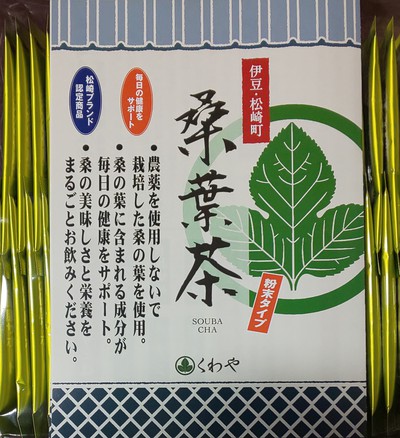 伊豆・松崎町
桑葉茶
SOUBA
CHA
粉末タイプ
毎日の健康を
サポート
松崎ブランド
認定商品
•農薬を使用しないで
栽培した桑の葉を使用。
•桑の葉に含まれる成分が
毎日の健康をサポート。
•桑の美味しさと栄養を
まるごとお飲みください。
くわや